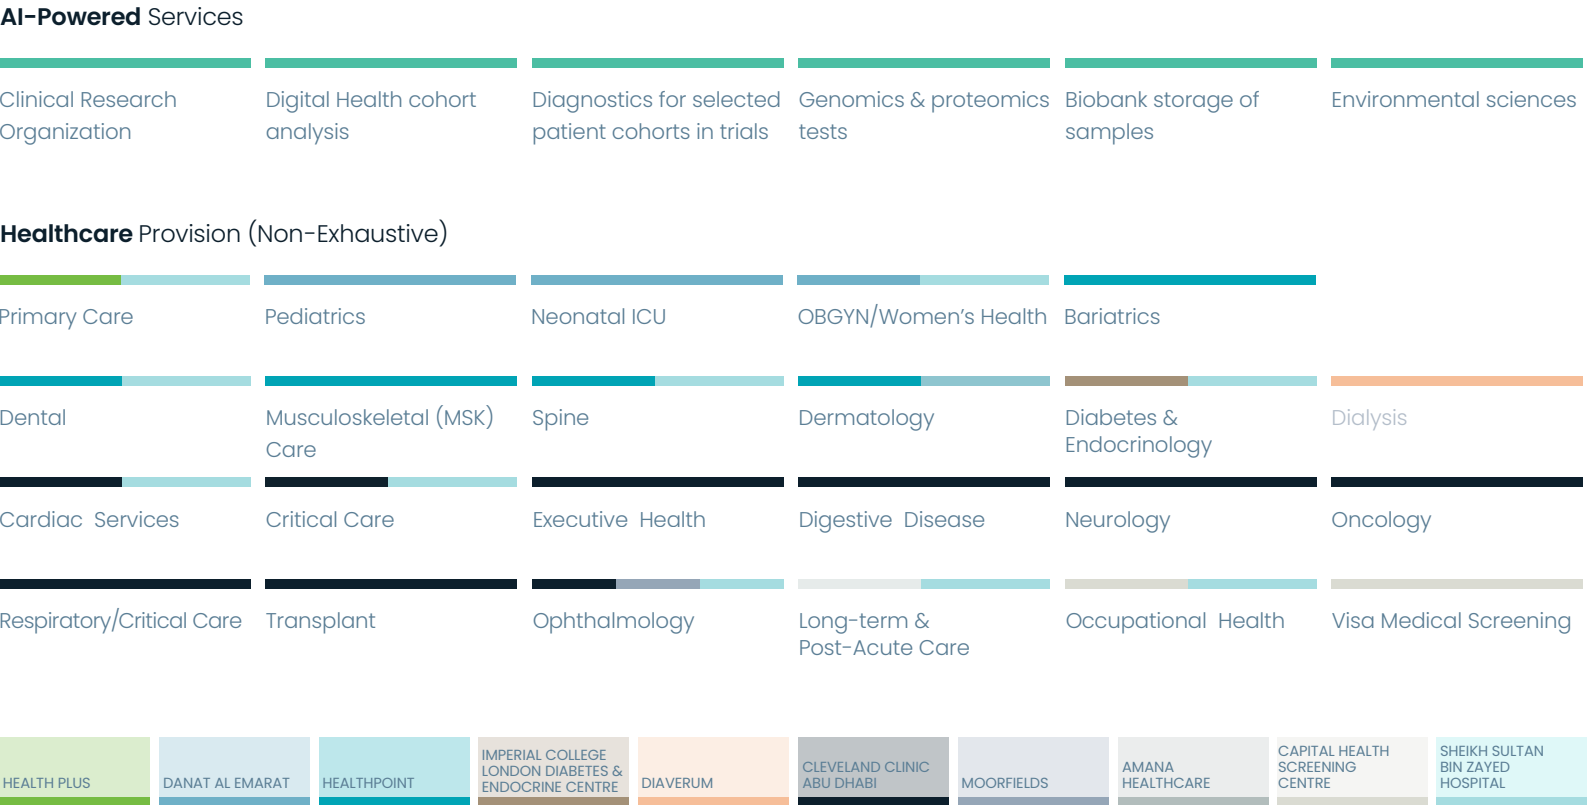 AI-Powered Services
Clinical Research Organization
Digital Health cohort analysis
Diagnostics for selected patient cohorts in trials
Genomics & proteomics tests
Biobank storage of samples
Environmental sciences
Healthcare Provision (Non-Exhaustive)
Primary Care
Pediatrics
Neonatal ICU
OBGYN/Women’s Health
Bariatrics
Dental
Musculoskeletal (MSK)
Care
Spine
Dermatology
Diabetes &
Endocrinology
Dialysis
Cardiac Services
Critical Care
Executive Health
Digestive Disease
Neurology
Oncology
Respiratory/Critical Care
Transplant
Ophthalmology
Long-term &
Post-Acute Care
Occupational Health
Visa Medical Screening
HEALTH PLUS
DANAT AL EMARAT
HEALTHPOINT
IMPERIAL COLLEGE
LONDON DIABETES &
ENDOCRINE CENTRE
DIAVERUM
CLEVELAND CLINIC
ABU DHABI
MOORFIELDS
AMANA
HEALTHCARE
CAPITAL HEALTH
SCREENING
CENTRE
SHEIKH SULTAN
BIN ZAYED
HOSPITAL